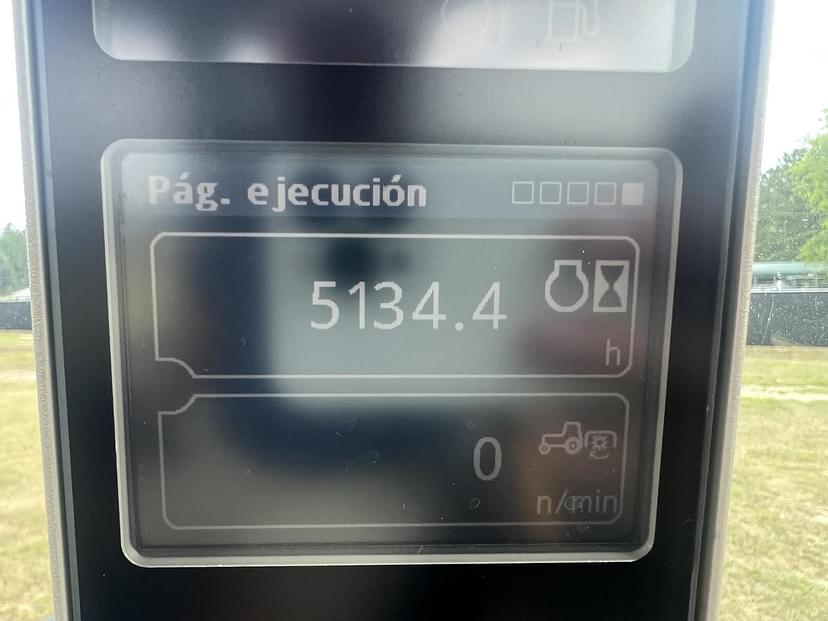 Pág. ejecución
5134.4
h
0
n/min